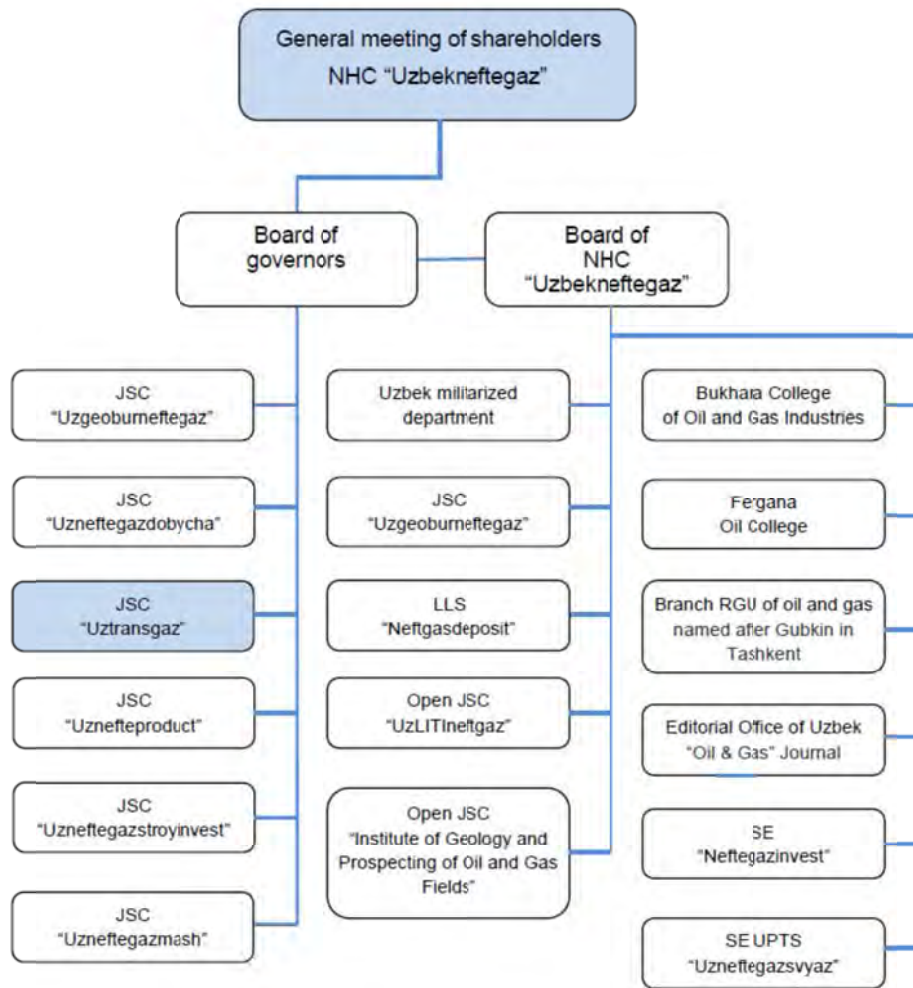 General meeting of shareholders
NHC “Uzbekneftegaz”
Board of
governors
Board of
NHC
“Uzbekneftegaz”
JSC
“Uzgeoburneftegaz”
JSC
“Uzneftegazdobycha”
JSC
“Uztransgaz”
JSC
“Uznefteproduct”
JSC
“Uzneftegazstroyinvest”
JSC
“Uzneftegazmash”
Uzbek militarized
department
JSC
“Uzgeoburneftegaz”
LLS
“Neftgasdeposit”
Open JSC
“UzLITIneftgaz”
Open JSC
“Institute of Geology and
Prospecting of Oil and Gas
Fields”
Bukhara College
of Oil and Gas Industries
Fergana
Oil College
Branch RGU of oil and gas
named after Gubkin in
Tashkent
Editorial Office of Uzbek
“Oil & Gas” Journal
SE
“Neftegazinvest”
SE UPTS
“Uzneftegazsvyaz”